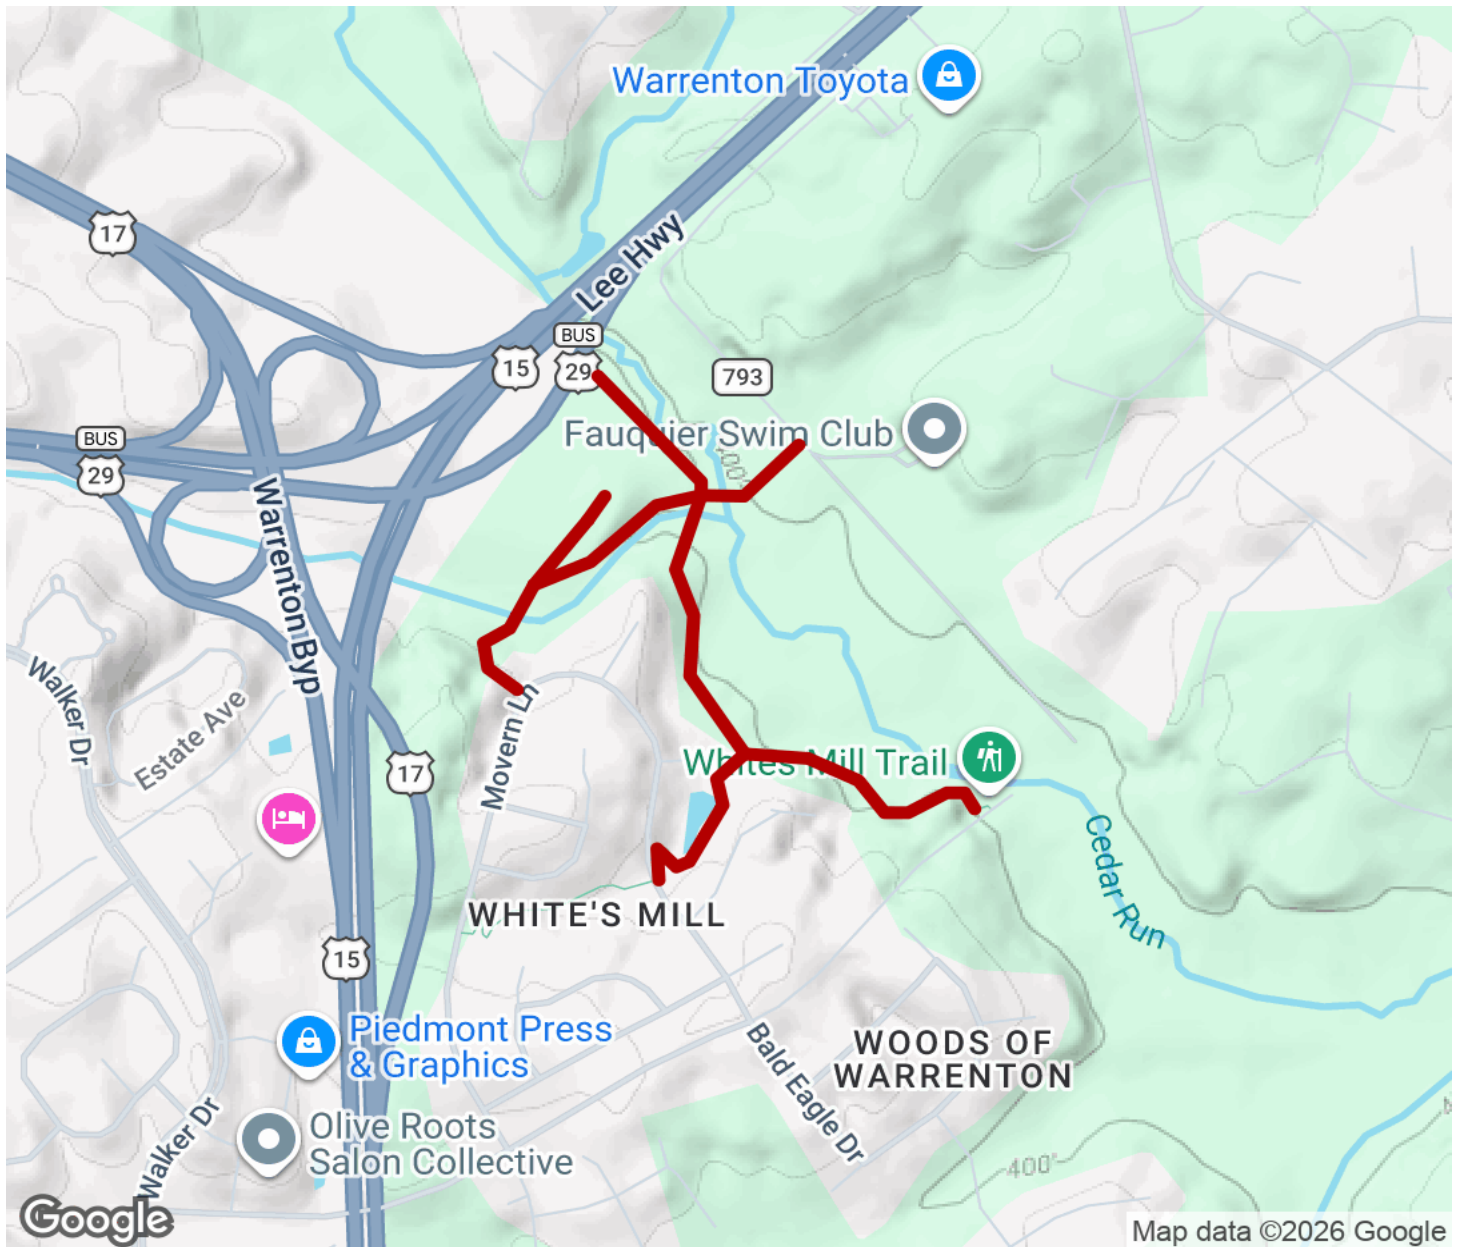 Warrenton Toyota
17
Lee Hwy
BUS
15
29
793
Fauquier Swim Club
BUS
29
400
Warrenton Byp
Walker Dr
Estate Ave
Movern Ln
17
Whites Mill Trail
Cedar Run
WHITE'S MILL
15
Piedmont Press
& Graphics
Bald Eagle Dr
WOODS OF
WARRENTON
Olive Roots
Salon Collective
Walker Dr
400'
Google
Map data ©2026 Google